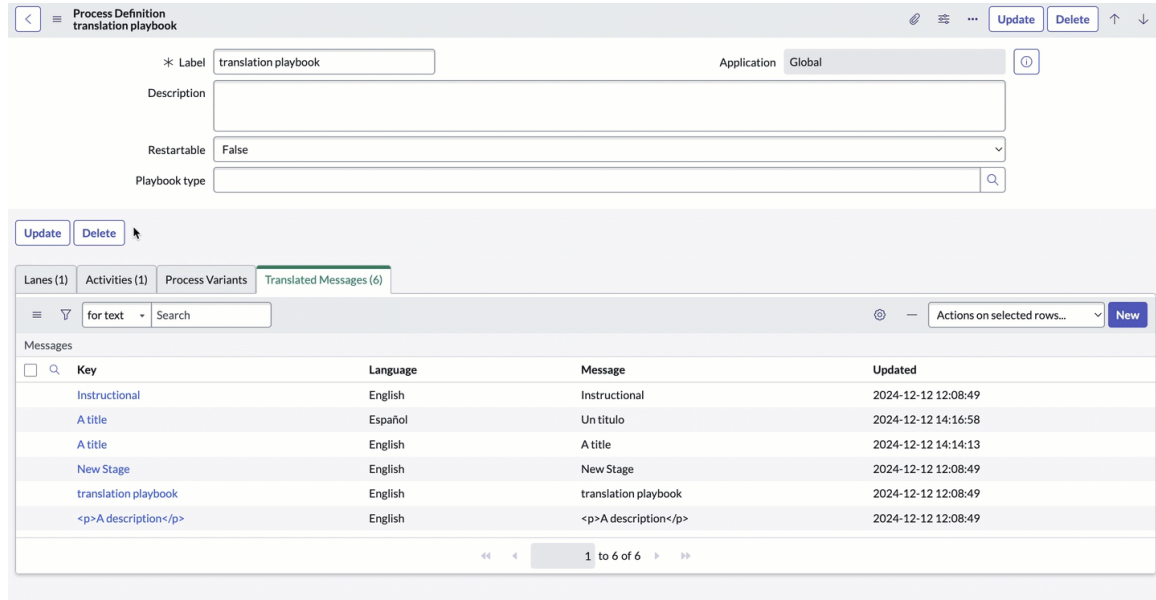 Process Definition
translation playbook
Update Delete
Label translation playbook Application Global
Description
Restartable False
Playbook type
Update Delete
Lanes (1) Activities (1) Process Variants Translated Messages (6)
for text Search Actions on selected rows... New
Messages
Key Language Message Updated
Instructional English Instructional 2024-12-12 12:08:49
A title Español Un titulo 2024-12-12 14:16:58
A title English A title 2024-12-12 14:14:13
New Stage English New Stage 2024-12-12 12:08:49
translation playbook English translation playbook 2024-12-12 12:08:49
<p>A description</p> English <p>A description</p> 2024-12-12 12:08:49
1 to 6 of 6